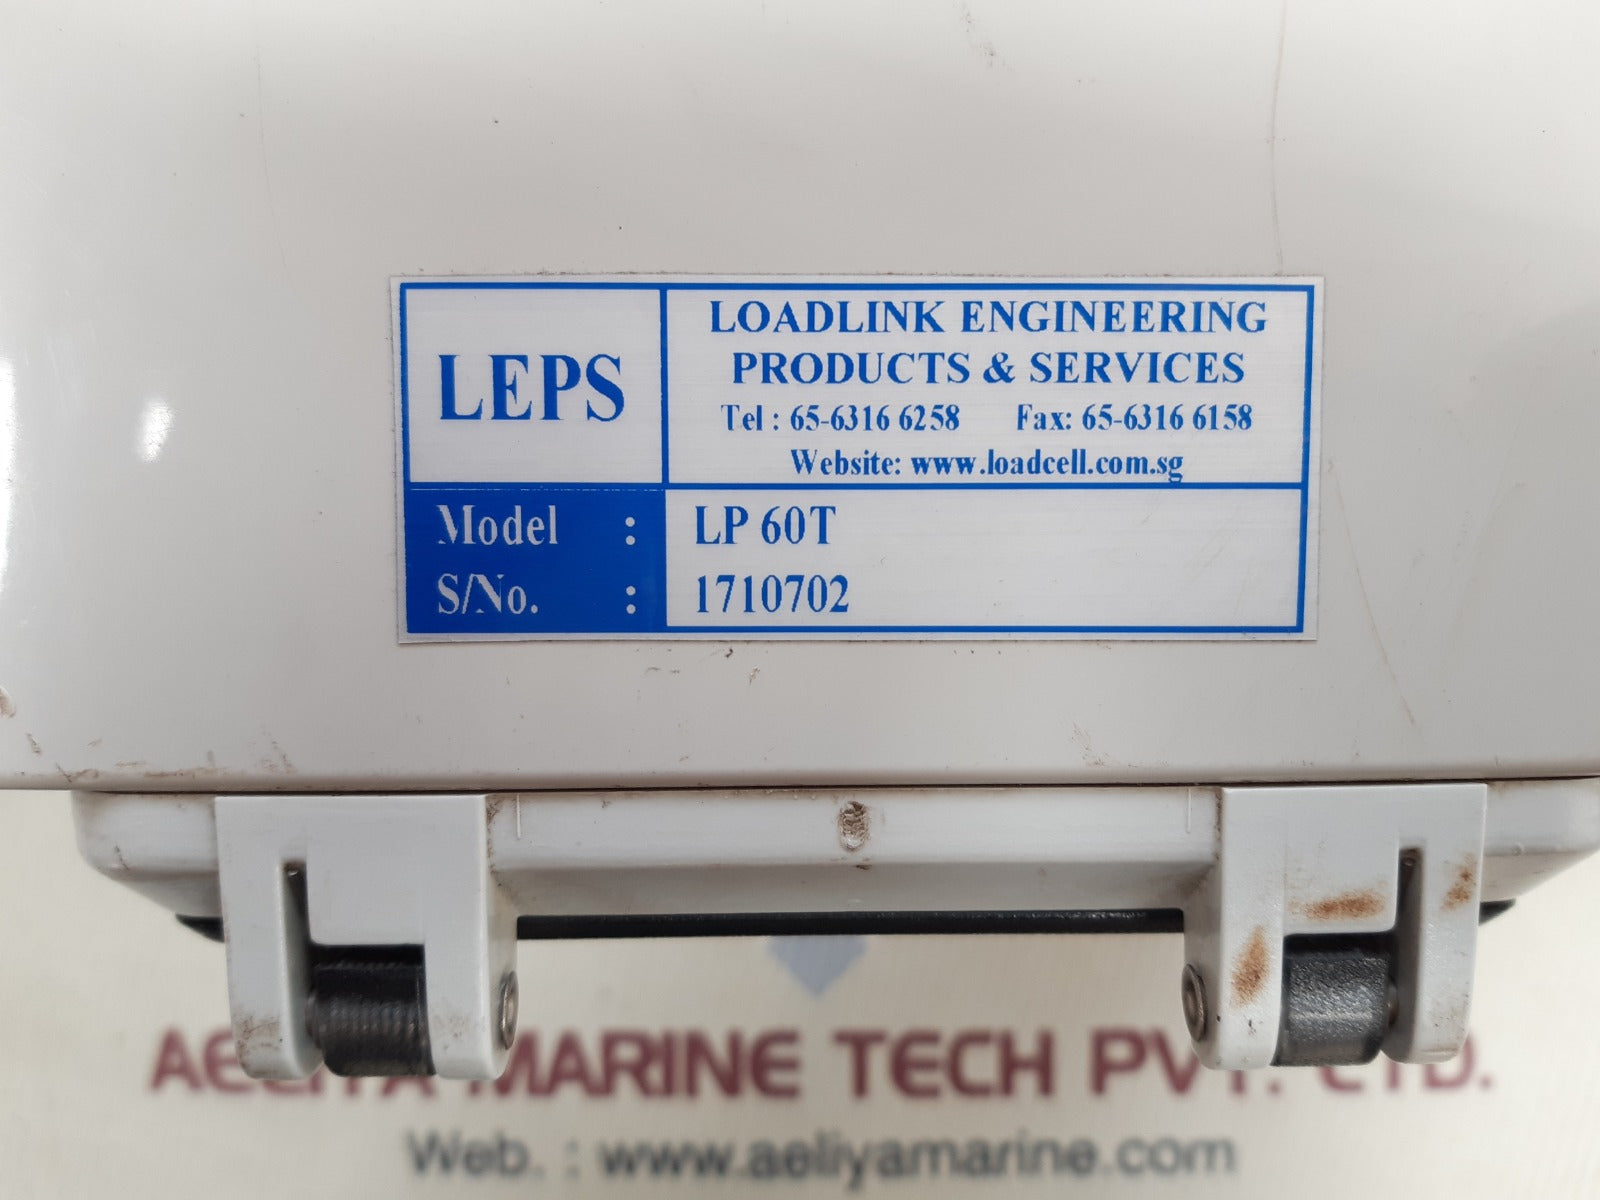 LEPS
LOADLINK ENGINEERING
PRODUCTS & SERVICES
Tel : 65-6316 6258 Fax: 65-6316 6158
Website: www.loadcell.com.sg
Model : LP 60T
S/No. : 1710702
AELIYA MARINE TECH PVT. LTD.
Web. : www.aeliyamarine.com